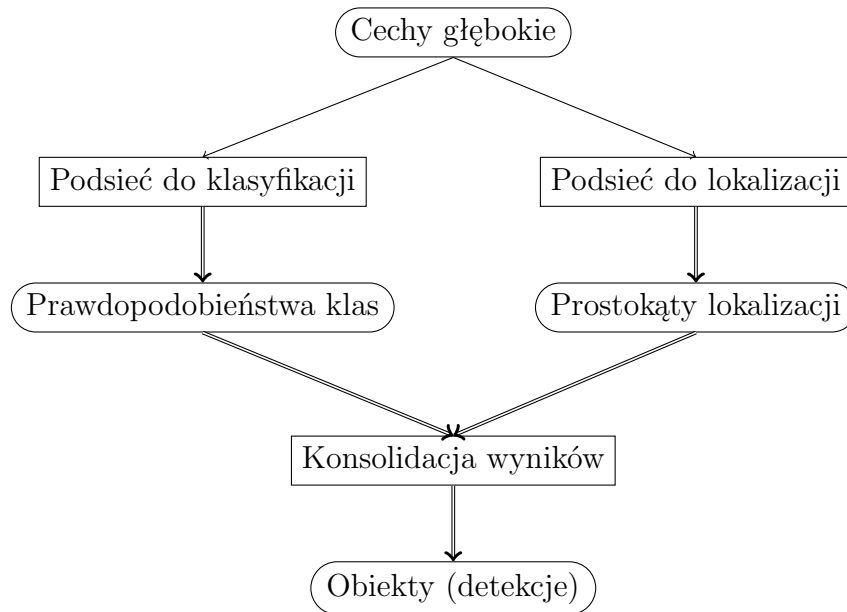 Cechy głębokie
Podsieć do klasyfikacji
Podsieć do lokalizacji
Prawdopodobieństwa klas
Prostokąty lokalizacji
Konsolidacja wyników
Obiekty (detekcje)